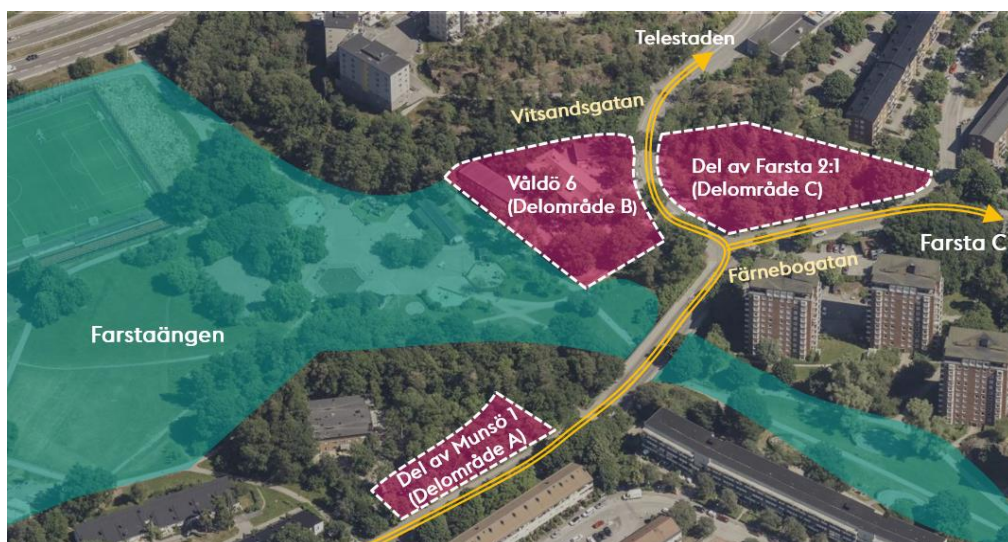 Telestaden
Vitsandsgatan
Våldö 6
(Delområde B)
Del av Farsta 2:1
(Delområde C)
Farsta C
Färnebogatan
Farstaängen
Del av Munsö 1
(Delområde A)